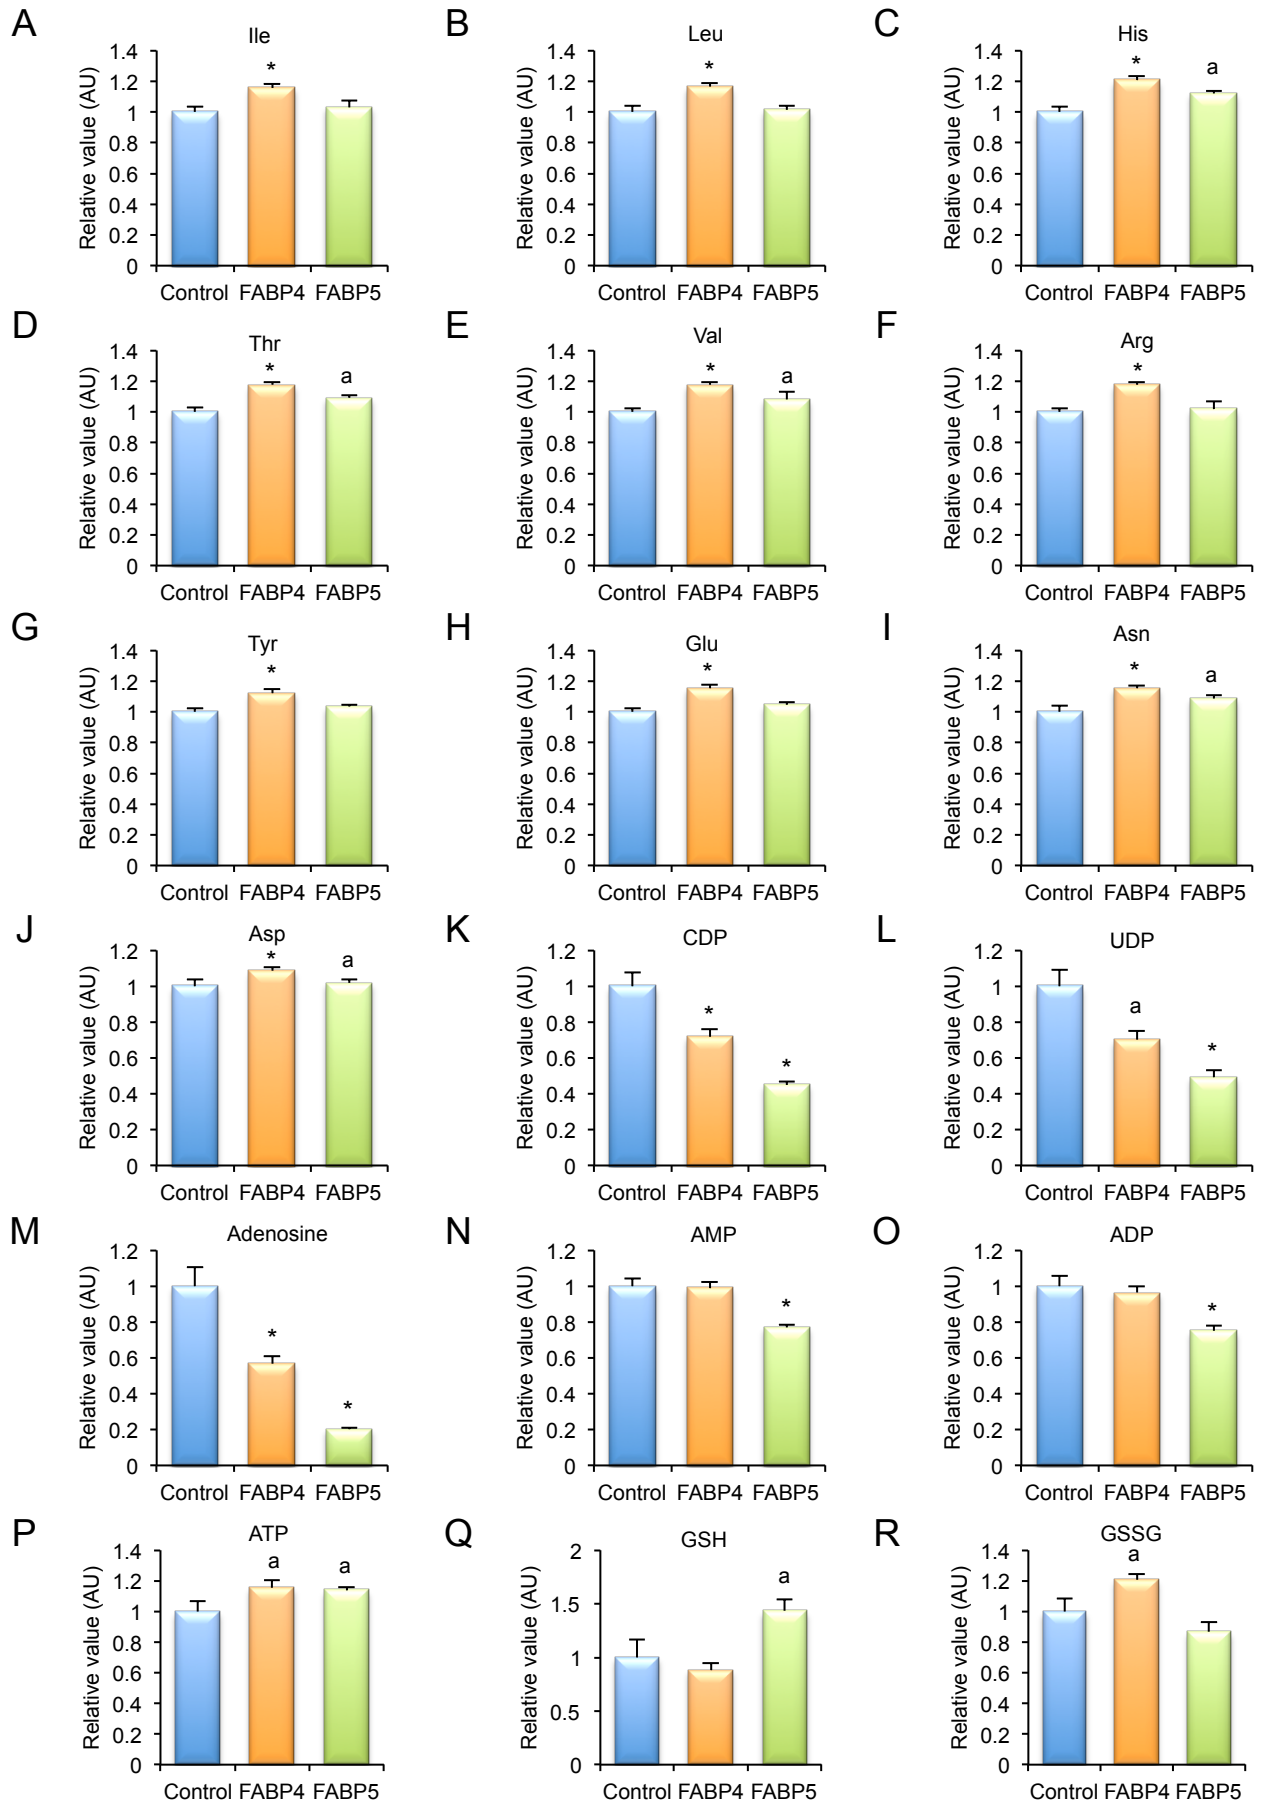 A
Ile
Relative value (AU)
1.4
1.2
1
0.8
0.6
0.4
0.2
0
*
Control FABP4 FABP5
B
Leu
Relative value (AU)
1.4
1.2
1
0.8
0.6
0.4
0.2
0
*
Control FABP4 FABP5
C
His
Relative value (AU)
1.4
1.2
1
0.8
0.6
0.4
0.2
0
* a
Control FABP4 FABP5
D
Thr
Relative value (AU)
1.4
1.2
1
0.8
0.6
0.4
0.2
0
* a
Control FABP4 FABP5
E
Val
Relative value (AU)
1.4
1.2
1
0.8
0.6
0.4
0.2
0
* a
Control FABP4 FABP5
F
Arg
Relative value (AU)
1.4
1.2
1
0.8
0.6
0.4
0.2
0
*
Control FABP4 FABP5
G
Tyr
Relative value (AU)
1.4
1.2
1
0.8
0.6
0.4
0.2
0
*
Control FABP4 FABP5
H
Glu
Relative value (AU)
1.4
1.2
1
0.8
0.6
0.4
0.2
0
*
Control FABP4 FABP5
I
Asn
Relative value (AU)
1.4
1.2
1
0.8
0.6
0.4
0.2
0
* a
Control FABP4 FABP5
J
Asp
Relative value (AU)
1.2
1
0.8
0.6
0.4
0.2
0
* a
Control FABP4 FABP5
K
CDP
Relative value (AU)
1.2
1
0.8
0.6
0.4
0.2
0
*
*
Control FABP4 FABP5
L
UDP
Relative value (AU)
1.2
1
0.8
0.6
0.4
0.2
0
a
*
Control FABP4 FABP5
M
Adenosine
Relative value (AU)
1.2
1
0.8
0.6
0.4
0.2
0
*
*
Control FABP4 FABP5
N
AMP
Relative value (AU)
1.2
1
0.8
0.6
0.4
0.2
0
*
Control FABP4 FABP5
O
ADP
Relative value (AU)
1.2
1
0.8
0.6
0.4
0.2
0
*
Control FABP4 FABP5
P
ATP
Relative value (AU)
1.4
1.2
1
0.8
0.6
0.4
0.2
0
a a
Control FABP4 FABP5
Q
GSH
Relative value (AU)
2
1.5
1
0.5
0
a
Control FABP4 FABP5
R
GSSG
Relative value (AU)
1.4
1.2
1
0.8
0.6
0.4
0.2
0
a
Control FABP4 FABP5